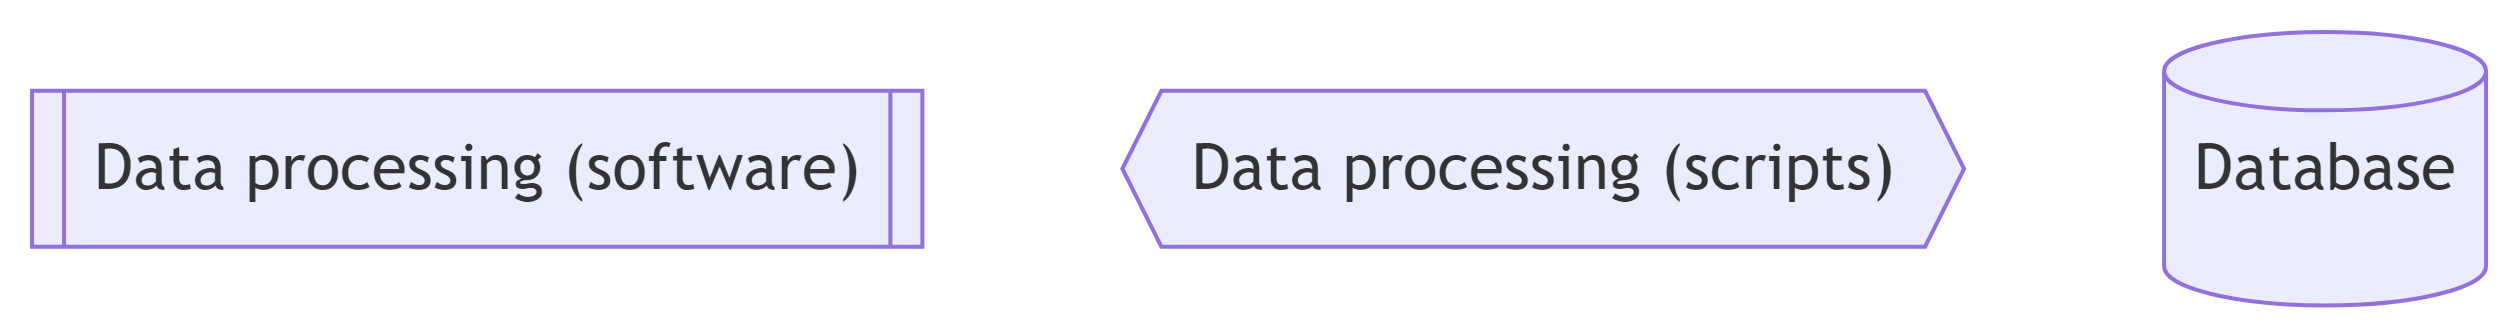 Data processing (software)
Data processing (scripts)
Database